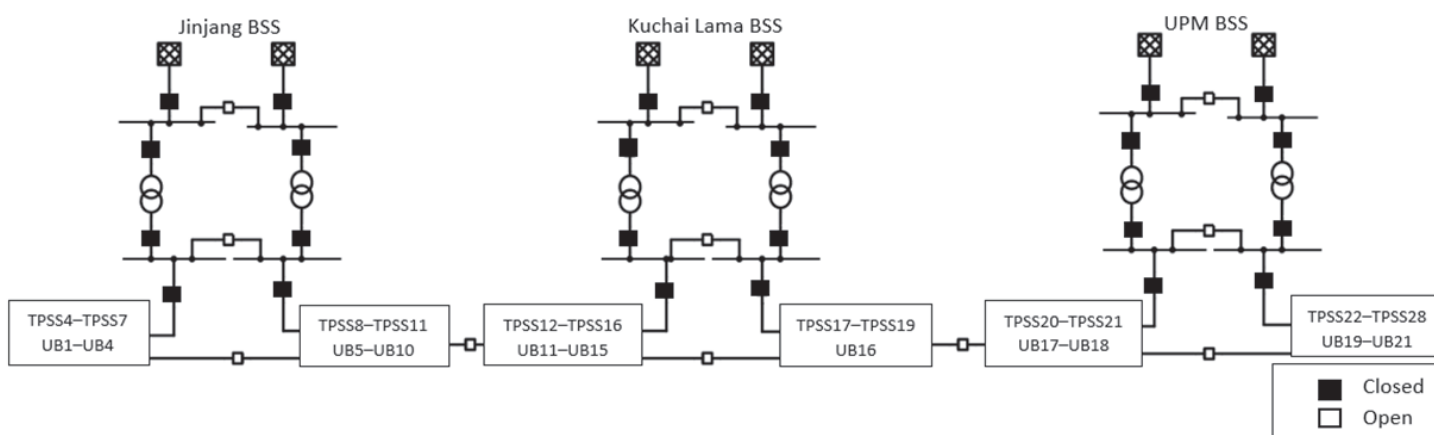 Jinjang BSS
Kuchai Lama BSS
UPM BSS
TPSS4–TPSS7
UB1–UB4
TPSS8–TPSS11
UB5–UB10
TPSS12–TPSS16
UB11–UB15
TPSS17–TPSS19
UB16
TPSS20–TPSS21
UB17–UB18
TPSS22–TPSS28
UB19–UB21
Closed
Open